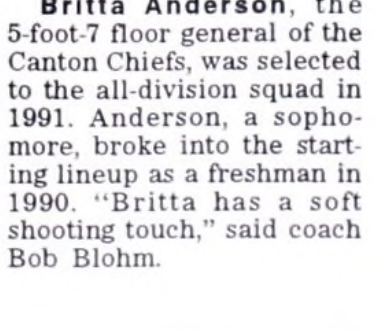 Britta Anderson, the
5-foot-7 floor general of the
Canton Chiefs, was selected
to the all-division squad in
1991. Anderson, a sopho-
more, broke into the start-
ing lineup as a freshman in
1990. “Britta has a soft
shooting touch,” said coach
Bob Blohm.